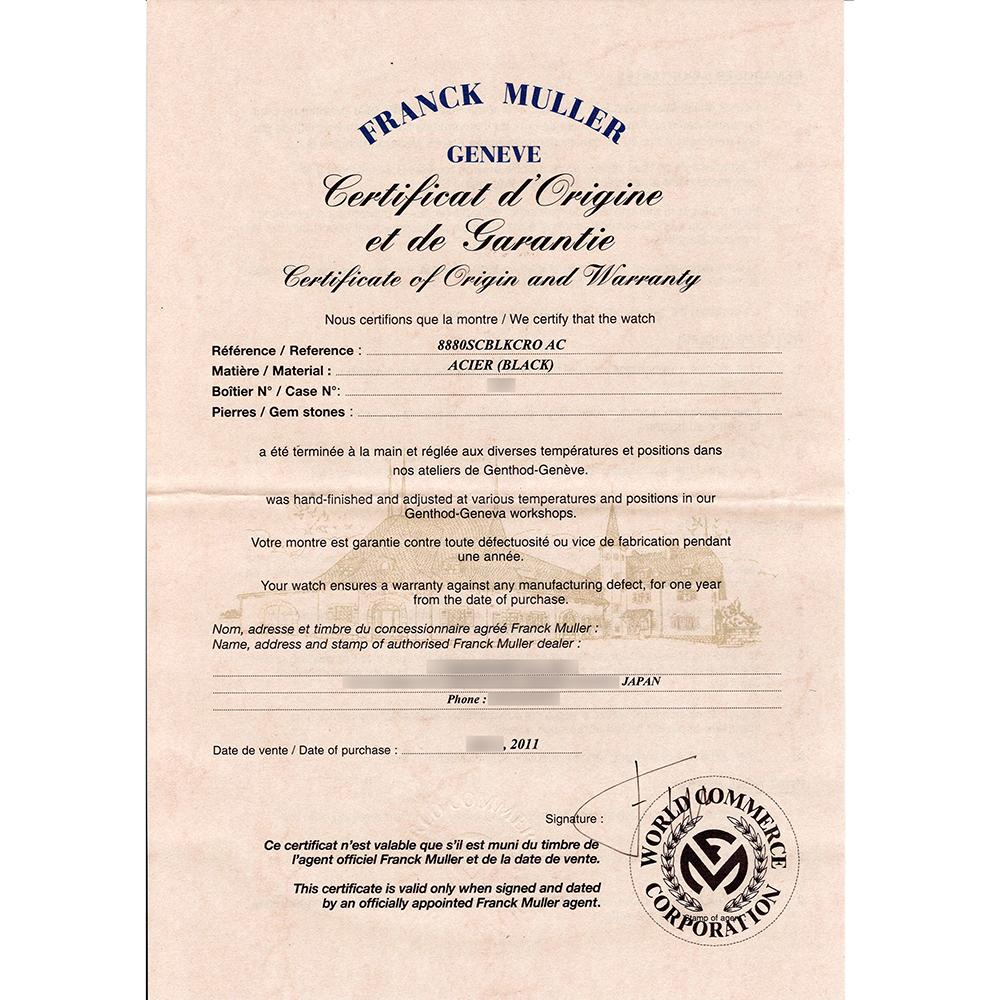 FRANCK MULLER
GENEVE
Certificat d'Origine
et de Garantie
Certificate of Origin and Warranty
Nous certifions que la montre / We certify that the watch
Référence / Reference : 8880SCBLKCRO AC
Matière / Material : ACIER (BLACK)
Boîtier N° / Case N°:
Pierres / Gem stones :
a été terminée à la main et réglée aux diverses températures et positions dans
nos ateliers de Genthod-Genève.
was hand-finished and adjusted at various temperatures and positions in our
Genthod-Geneva workshops.
Votre montre est garantie contre toute défectuosité ou vice de fabrication pendant
une année.
Your watch ensures a warranty against any manufacturing defect, for one year
from the date of purchase.
Nom, adresse et timbre du concessionnaire agréé Franck Muller :
Name, address and stamp of authorised Franck Muller dealer :
JAPAN
Phone :
Date de vente / Date of purchase : , 2011
Signature :
WORLD COMMERCE
CORPORATION
Stamp of agent :
Ce certificat n'est valable que s'il est muni du timbre de
l'agent officiel Franck Muller et de la date de vente.
This certificate is valid only when signed and dated
by an officially appointed Franck Muller agent.